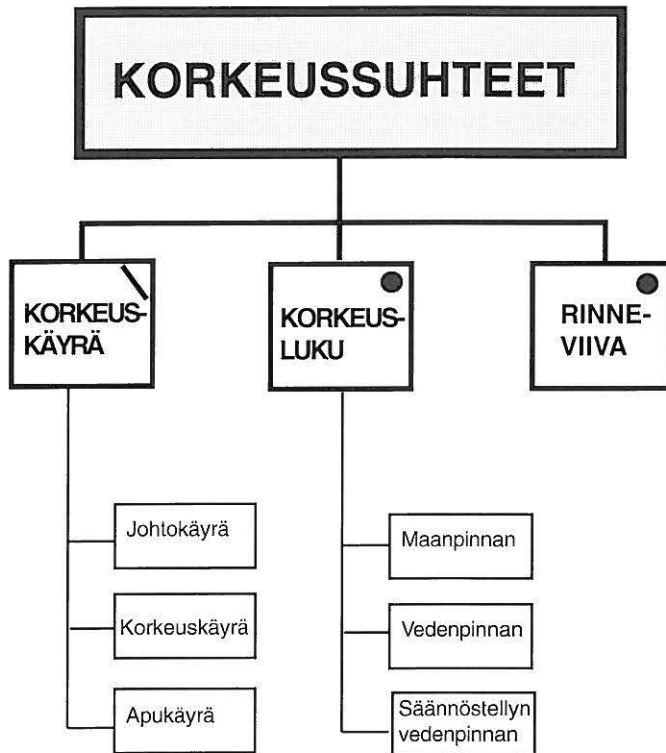 KORKEUSSUHTEET
KORKEUS-
KÄYRÄ
KORKEUS-
LUKU
RINNE-
VIIVA
Johtokäyrä
Korkeuskäyrä
Apukäyrä
Maanpinnan
Vedenpinnan
Säännöstellyn
vedenpinnan